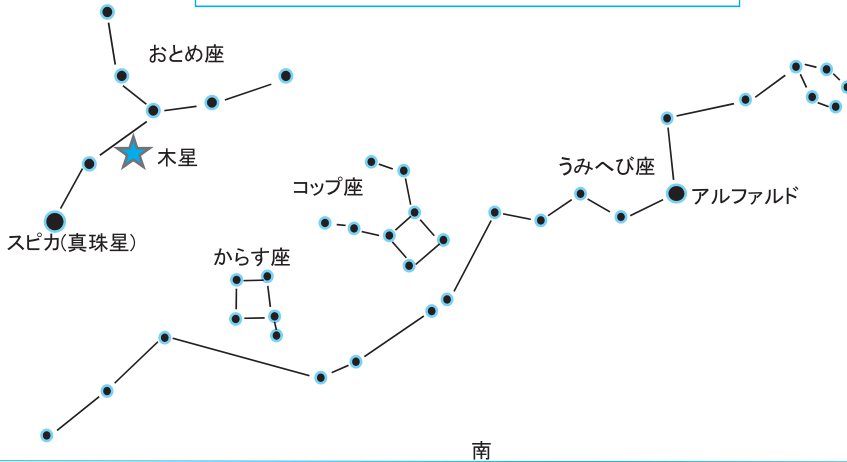 おとめ座
木星
スピカ(真珠星)
コップ座
からす座
うみへび座
アルファルド
南